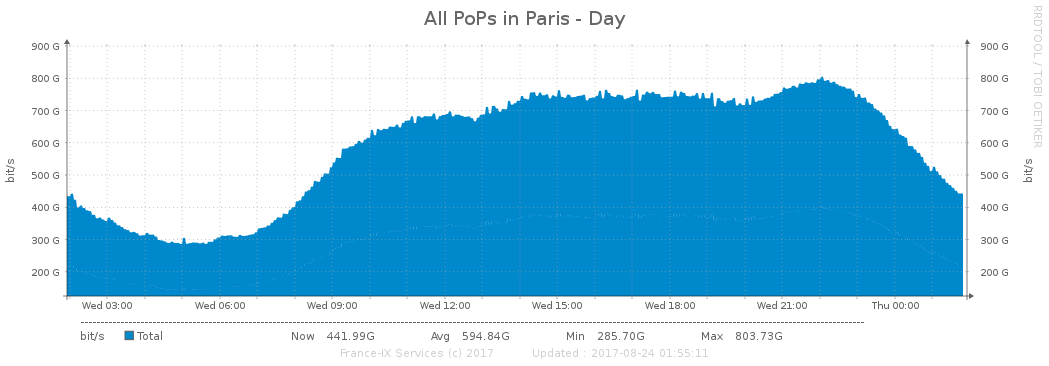 All PoPs in Paris - Day
RRDTOOL / TOBI OETIKER
bit/s
900 G
800 G
700 G
600 G
500 G
400 G
300 G
200 G
900 G
800 G
700 G
600 G
500 G
400 G
300 G
200 G
bit/s
Wed 03:00 Wed 06:00 Wed 09:00 Wed 12:00 Wed 15:00 Wed 18:00 Wed 21:00 Thu 00:00
bit/s Total Now 441.99G Avg 594.84G Min 285.70G Max 803.73G
France-IX Services (c) 2017 Updated : 2017-08-24 01:55:11